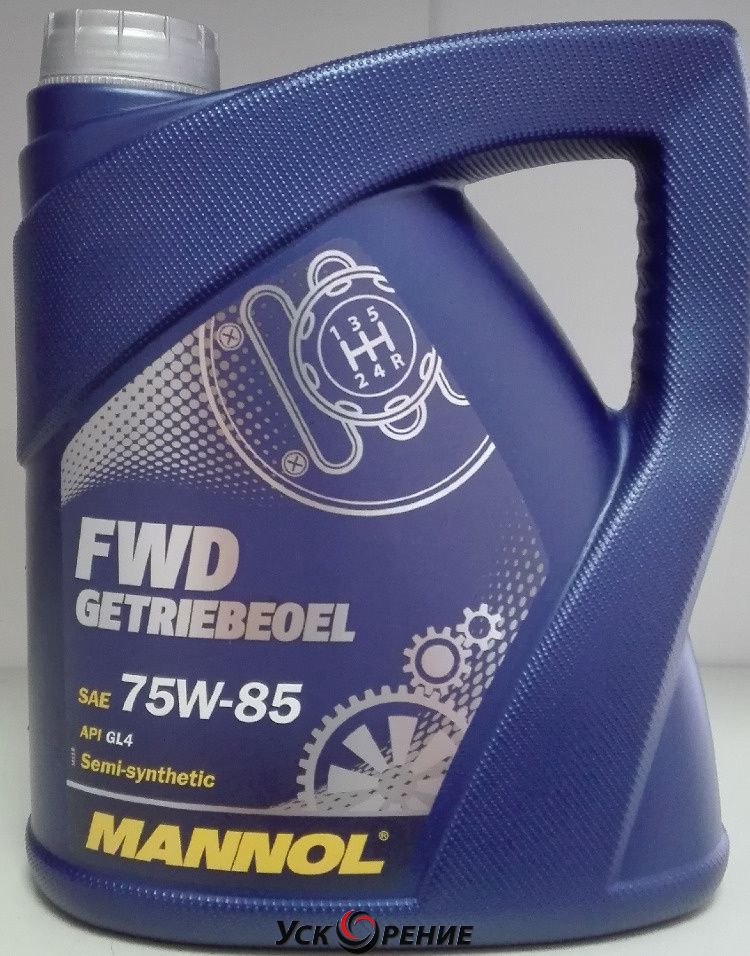 1 3 5
2 4 R
FWD
GETRIEBEOEL
SAE 75W-85
API GL4
Semi-synthetic
MANNOL®
УСКОРЕНИЕ